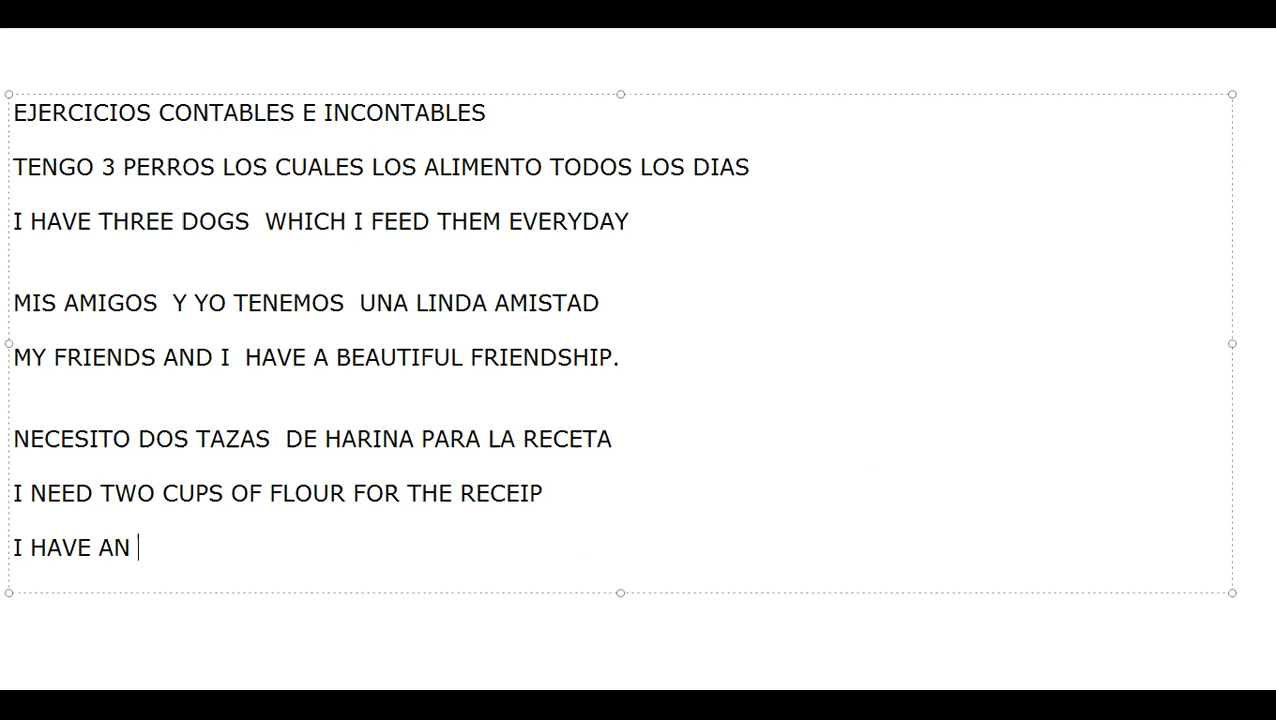 EJERCICIOS CONTABLES E INCONTABLES
TENGO 3 PERROS LOS CUALES LOS ALIMENTO TODOS LOS DIAS
I HAVE THREE DOGS  WHICH I FEED THEM EVERYDAY
MIS AMIGOS  Y YO TENEMOS  UNA LINDA AMISTAD
MY FRIENDS AND I  HAVE A BEAUTIFUL FRIENDSHIP.
NECESITO DOS TAZAS  DE HARINA PARA LA RECETA
I NEED TWO CUPS OF FLOUR FOR THE RECEIP
I HAVE AN